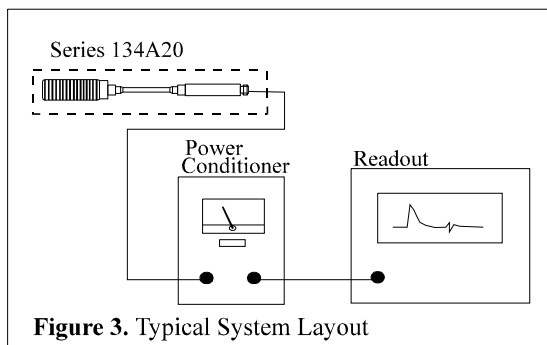 Series 134A20
Power
Conditioner
Readout
Figure 3. Typical System Layout